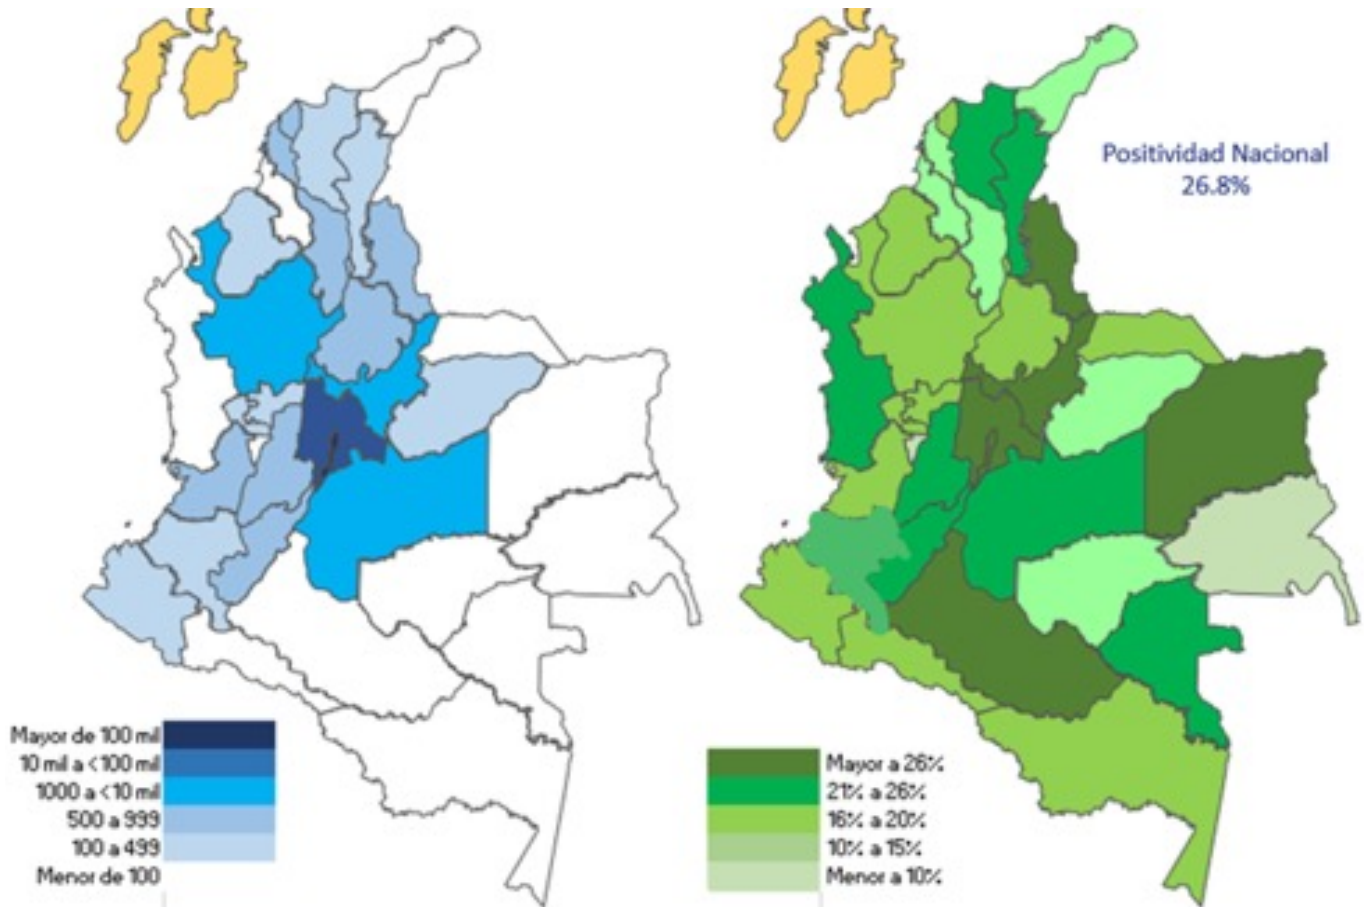 Positividad Nacional
26.8%
Mayor de 100 mil
10 mil a <100 mil
1000 a <10 mil
500 a 999
100 a 499
Menor de 100
Mayor a 26%
21% a 26%
16% a 20%
10% a 15%
Menor a 10%